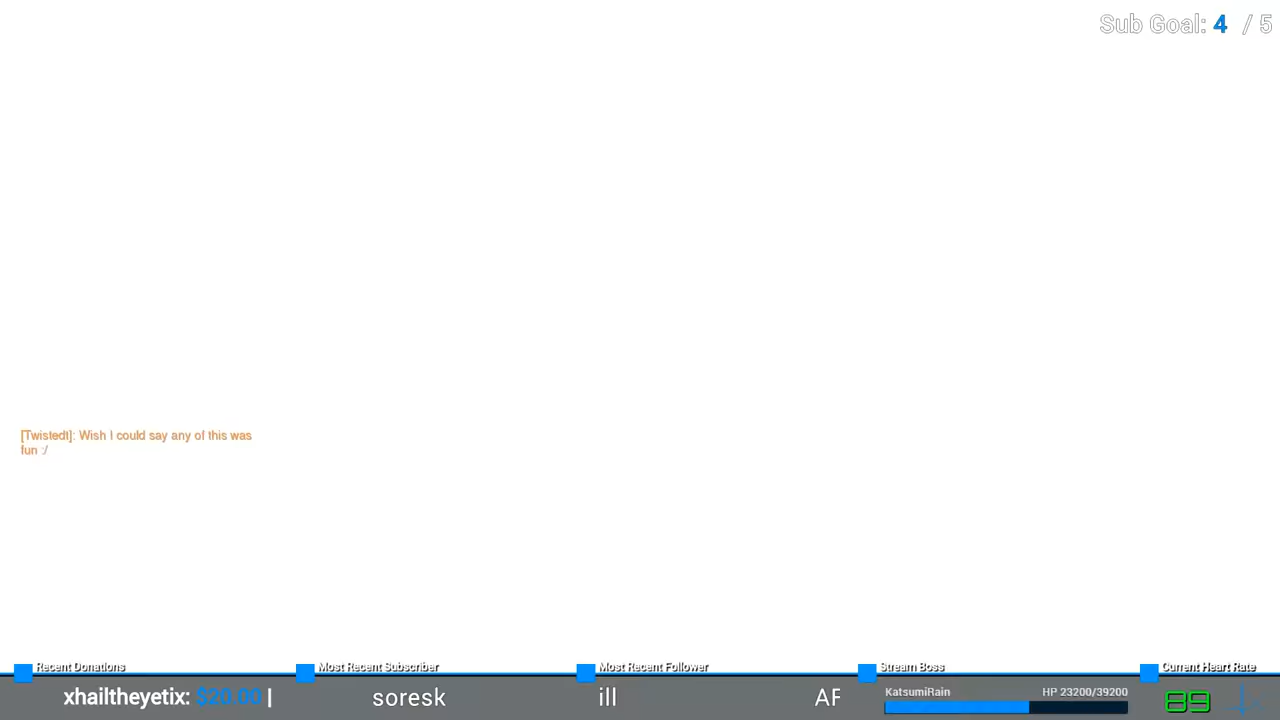 Sub Goal: 4 / 5
[Twistedt]: Wish I could say any of this was
fun :/
Recent Donations
Most Recent Subscriber
Most Recent Follower
Stream Boss
Current Heart Rate
xhailtheyetix: $20.00 |
soresk
ill
AF
KatsumiRain
HP 23200/39200
89